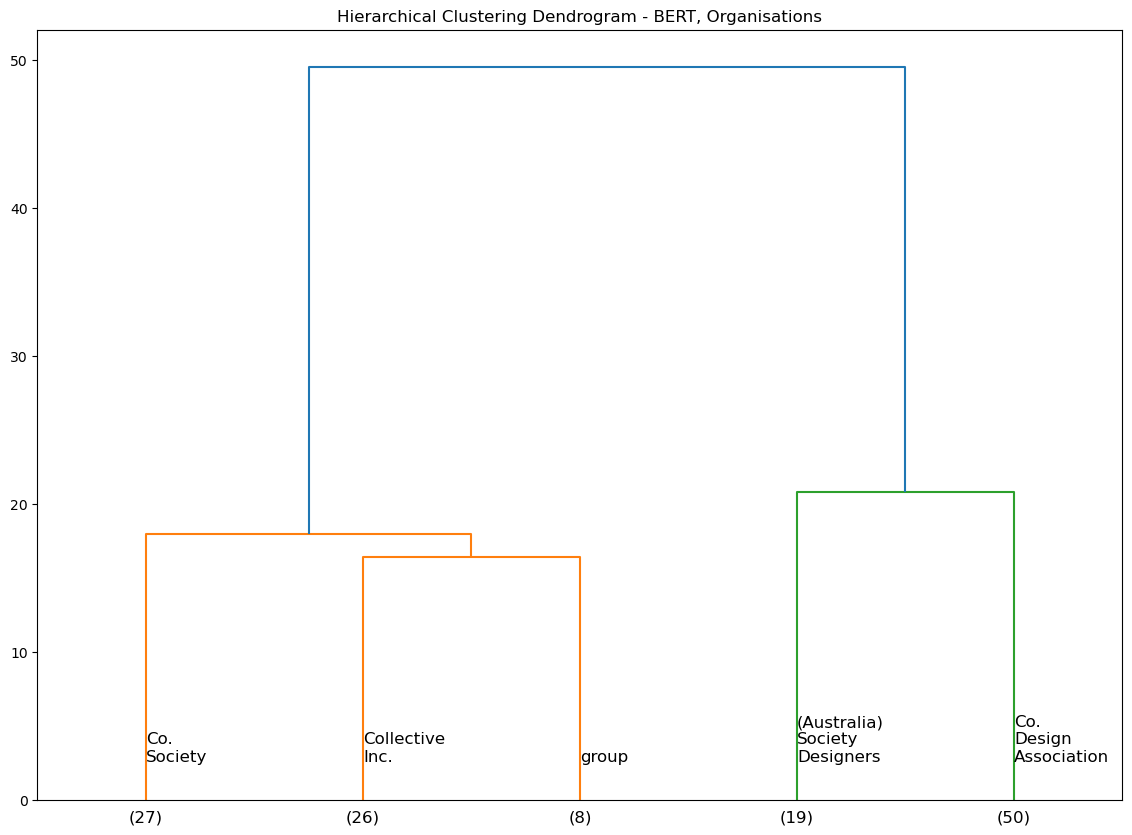 Hierarchical Clustering Dendrogram - BERT, Organisations
50
40
30
20
10
0
Co.
Society
Collective
Inc.
group
(Australia)
Society
Designers
Co.
Design
Association
(27)
(26)
(8)
(19)
(50)